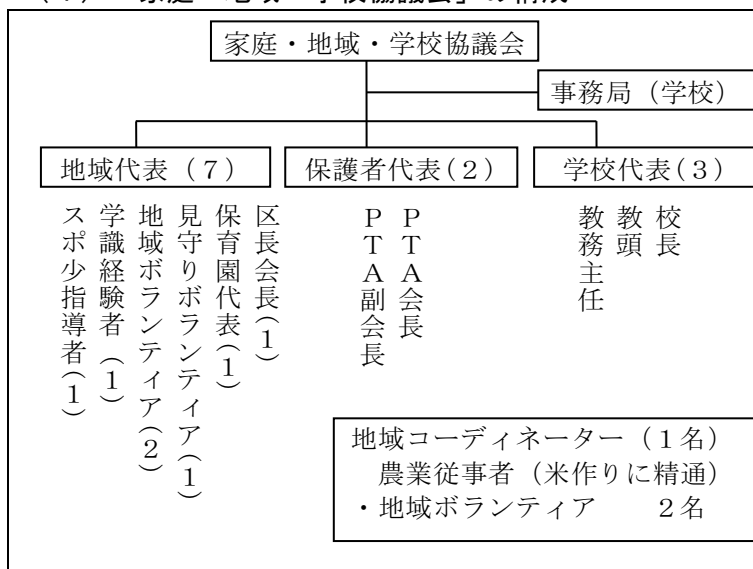 家庭・地域・学校協議会
事務局（学校）
地域代表（７）
保護者代表（２）
学校代表（３）
区長会長（１）
保育園代表（１）
見守りボランティア（１）
地域ボランティア（２）
学識経験者（１）
スポ少指導者（１）
ＰＴＡ会長
ＰＴＡ副会長
校長
教頭
教務主任
地域コーディネーター（１名）
農業従事者（米作りに精通）
・地域ボランティア　　２名